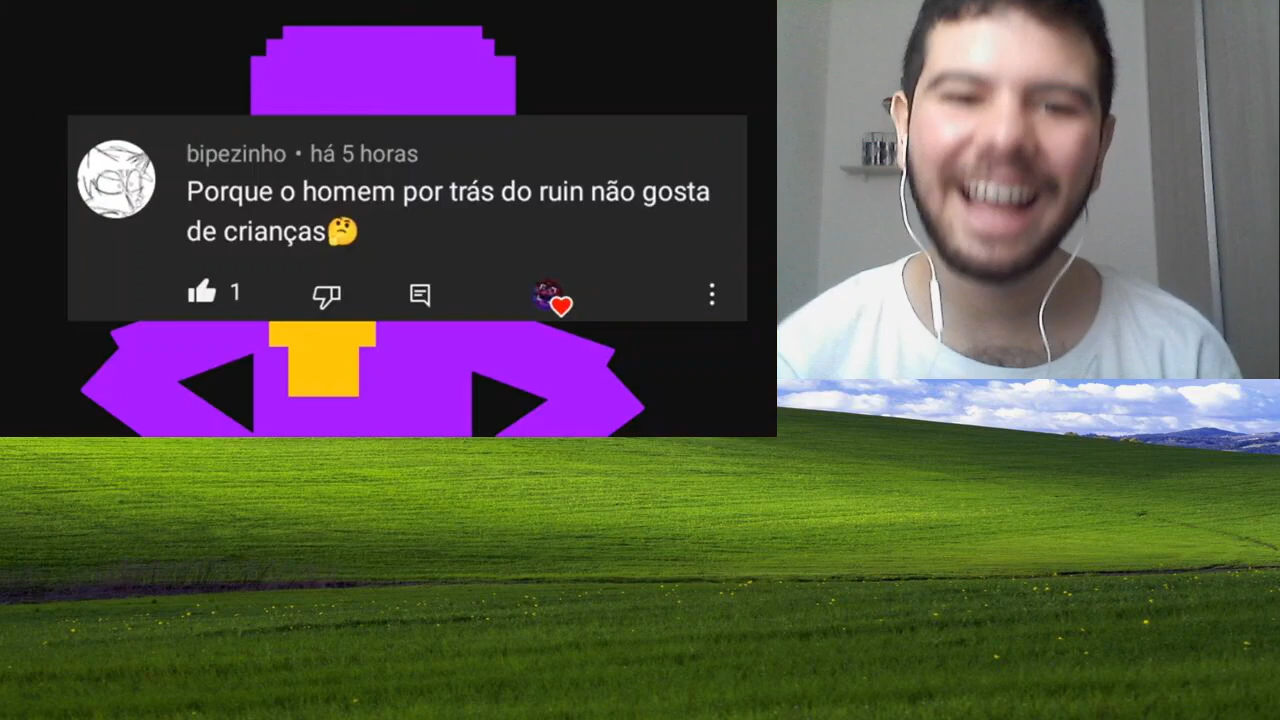 bipezinho • há 5 horas
Porque o homem por trás do ruin não gosta
de crianças🤔
1